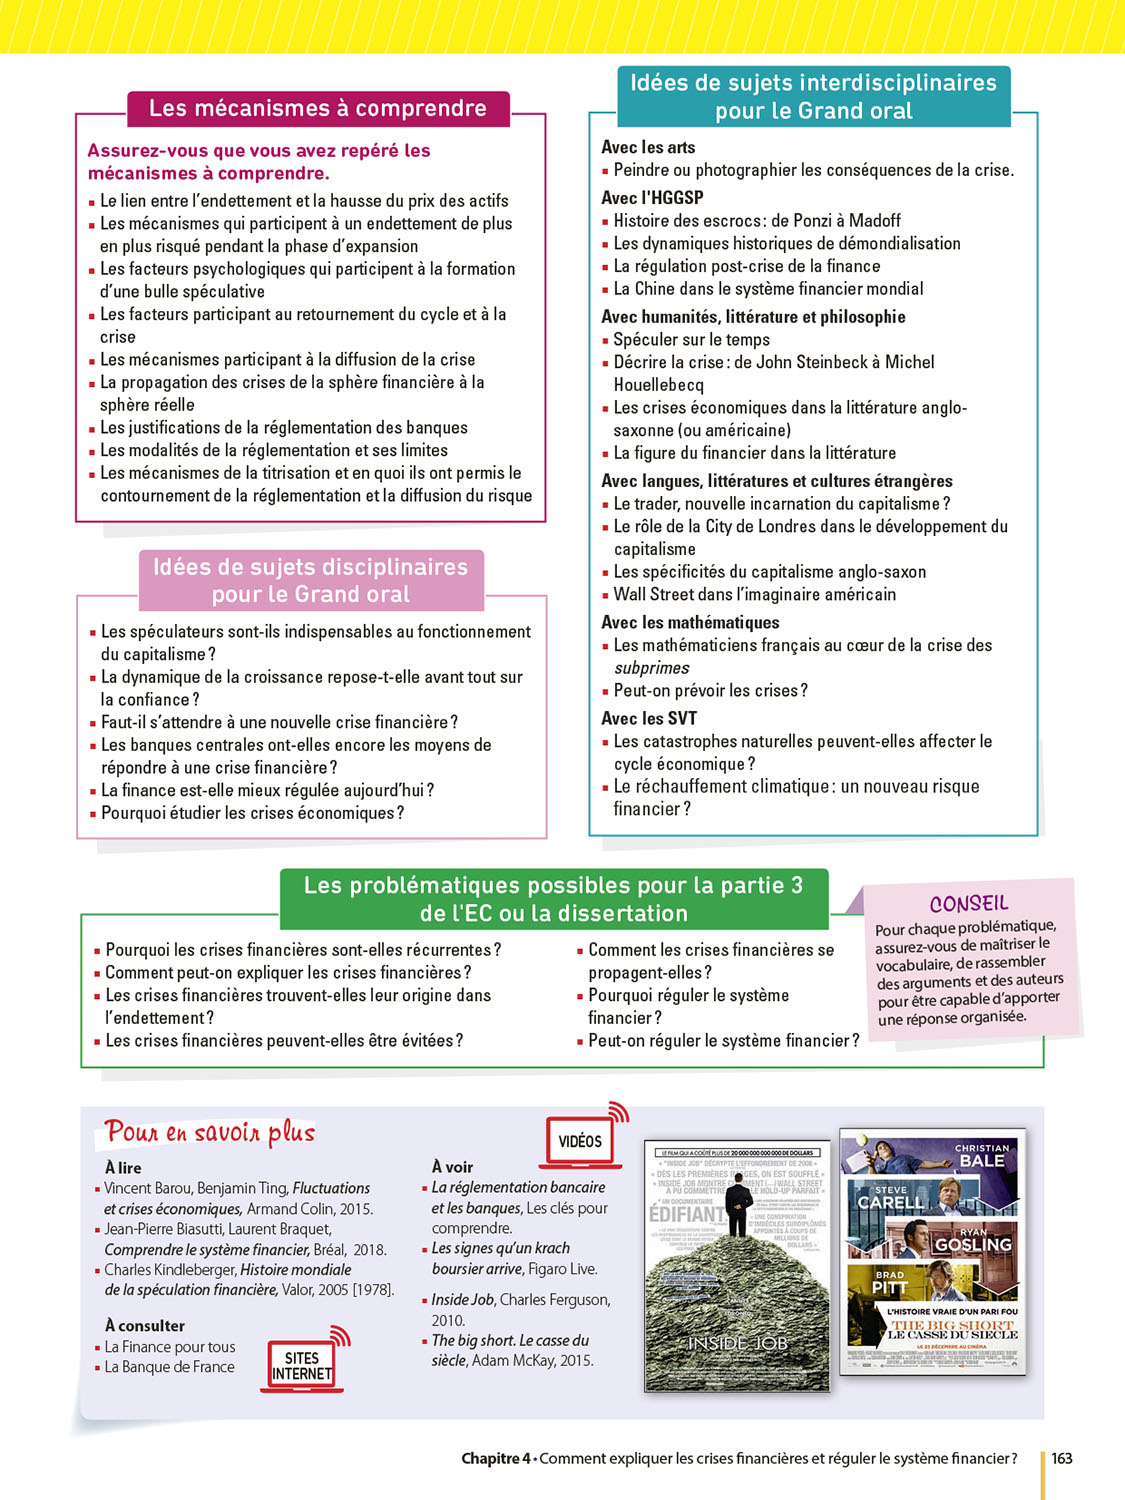 Les mécanismes à comprendre
Assurez-vous que vous avez repéré les
mécanismes à comprendre.
▪ Le lien entre l'endettement et la hausse du prix des actifs
▪ Les mécanismes qui participent à un endettement de plus
en plus risqué pendant la phase d'expansion
▪ Les facteurs psychologiques qui participent à la formation
d'une bulle spéculative
▪ Les facteurs participant au retournement du cycle et à la
crise
▪ Les mécanismes participant à la diffusion de la crise
▪ La propagation des crises de la sphère financière à la
sphère réelle
▪ Les justifications de la réglementation des banques
▪ Les modalités de la réglementation et ses limites
▪ Les mécanismes de la titrisation et en quoi ils ont permis le
contournement de la réglementation et la diffusion du risque
Idées de sujets disciplinaires
pour le Grand oral
▪ Les spéculateurs sont-ils indispensables au fonctionnement
du capitalisme ?
▪ La dynamique de la croissance repose-t-elle avant tout sur
la confiance ?
▪ Faut-il s'attendre à une nouvelle crise financière ?
▪ Les banques centrales ont-elles encore les moyens de
répondre à une crise financière ?
▪ La finance est-elle mieux régulée aujourd'hui ?
▪ Pourquoi étudier les crises économiques ?
Idées de sujets interdisciplinaires
pour le Grand oral
Avec les arts
▪ Peindre ou photographier les conséquences de la crise.
Avec l'HGGSP
▪ Histoire des escrocs : de Ponzi à Madoff
▪ Les dynamiques historiques de démondialisation
▪ La régulation post-crise de la finance
▪ La Chine dans le système financier mondial
Avec humanités, littérature et philosophie
▪ Spéculer sur le temps
▪ Décrire la crise : de John Steinbeck à Michel
Houellebecq
▪ Les crises économiques dans la littérature anglo-
saxonne (ou américaine)
▪ La figure du financier dans la littérature
Avec langues, littératures et cultures étrangères
▪ Le trader, nouvelle incarnation du capitalisme ?
▪ Le rôle de la City de Londres dans le développement du
capitalisme
▪ Les spécificités du capitalisme anglo-saxon
▪ Wall Street dans l'imaginaire américain
Avec les mathématiques
▪ Les mathématiciens français au cœur de la crise des
subprimes
▪ Peut-on prévoir les crises ?
Avec les SVT
▪ Les catastrophes naturelles peuvent-elles affecter le
cycle économique ?
▪ Le réchauffement climatique : un nouveau risque
financier ?
Les problématiques possibles pour la partie 3
de l'EC ou la dissertation
▪ Pourquoi les crises financières sont-elles récurrentes ?
▪ Comment peut-on expliquer les crises financières ?
▪ Les crises financières trouvent-elles leur origine dans
l'endettement ?
▪ Les crises financières peuvent-elles être évitées ?
▪ Comment les crises financières se
propagent-elles ?
▪ Pourquoi réguler le système
financier ?
▪ Peut-on réguler le système financier ?
CONSEIL
Pour chaque problématique,
assurez-vous de maîtriser le
vocabulaire, de rassembler
des arguments et des auteurs
pour être capable d'apporter
une réponse organisée.
Pour en savoir plus
À lire
▪ Vincent Barou, Benjamin Ting, Fluctuations
et crises économiques, Armand Colin, 2015.
▪ Jean-Pierre Biasutti, Laurent Braquet,
Comprendre le système financier, Bréal, 2018.
▪ Charles Kindleberger, Histoire mondiale
de la spéculation financière, Valor, 2005 [1978].
À consulter
▪ La Finance pour tous
▪ La Banque de France
SITES
INTERNET
VIDÉOS
À voir
▪ La réglementation bancaire
et les banques, Les clés pour
comprendre.
▪ Les signes qu'un krach
boursier arrive, Figaro Live.
▪ Inside Job, Charles Ferguson,
2010.
▪ The big short. Le casse du
siècle, Adam McKay, 2015.
LE FILM QUI A COÛTÉ PLUS DE 20 000 000 000 000 DE DOLLARS
« "INSIDE JOB" DÉCRYPTE L'EFFONDREMENT DE 2008 »
« DÈS LES PREMIÈRES IMAGES, ON EST SOUFFLÉ »
ÉDIFIANT
INSIDE JOB
CHRISTIAN
BALE
STEVE
CARELL
RYAN
GOSLING
BRAD
PITT
L'HISTOIRE VRAIE D'UN PARI FOU
THE BIG SHORT
LE CASSE DU SIECLE
LE 23 DÉCEMBRE AU CINÉMA
Chapitre 4 • Comment expliquer les crises financières et réguler le système financier ?
163